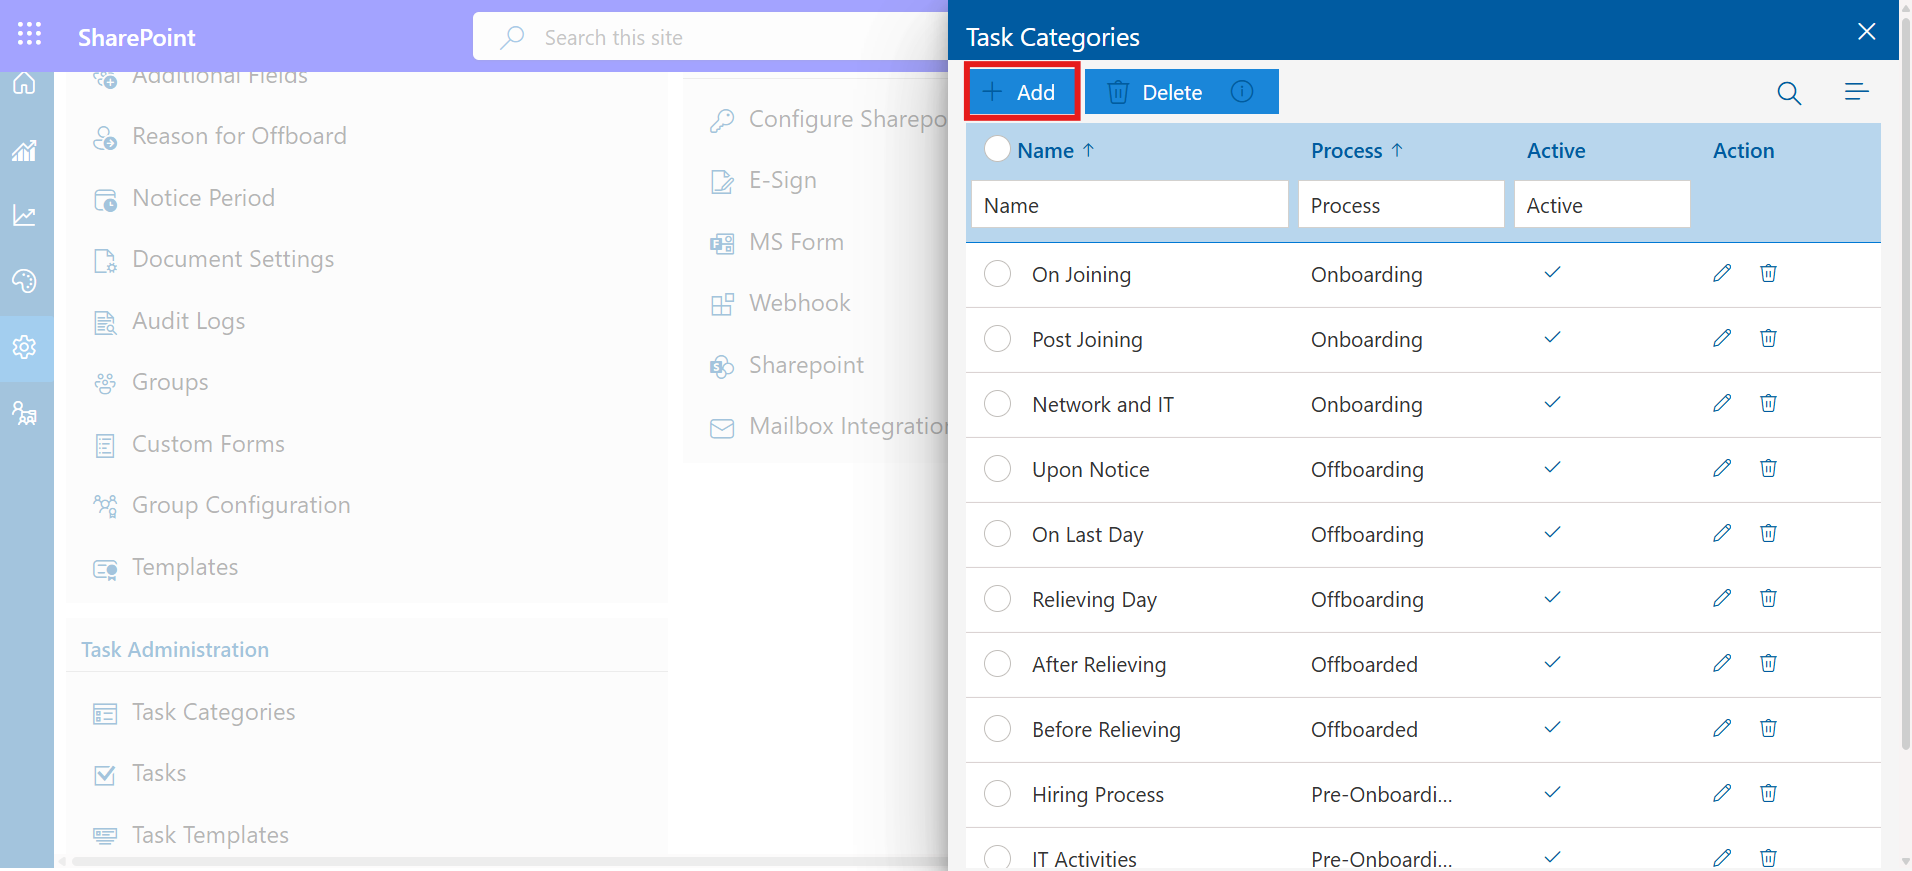 SharePoint
Search this site
Additional Fields
Reason for Offboard
Notice Period
Document Settings
Audit Logs
Groups
Custom Forms
Group Configuration
Templates
Task Administration
Task Categories
Tasks
Task Templates
Configure Sharepo
E-Sign
MS Form
Webhook
Sharepoint
Mailbox Integration
Task Categories
Add Delete
Name Process Active Action
Name Process Active
On Joining Onboarding
Post Joining Onboarding
Network and IT Onboarding
Upon Notice Offboarding
On Last Day Offboarding
Relieving Day Offboarding
After Relieving Offboarded
Before Relieving Offboarded
Hiring Process Pre-Onboardi...
IT Activities Pre-Onboardi...